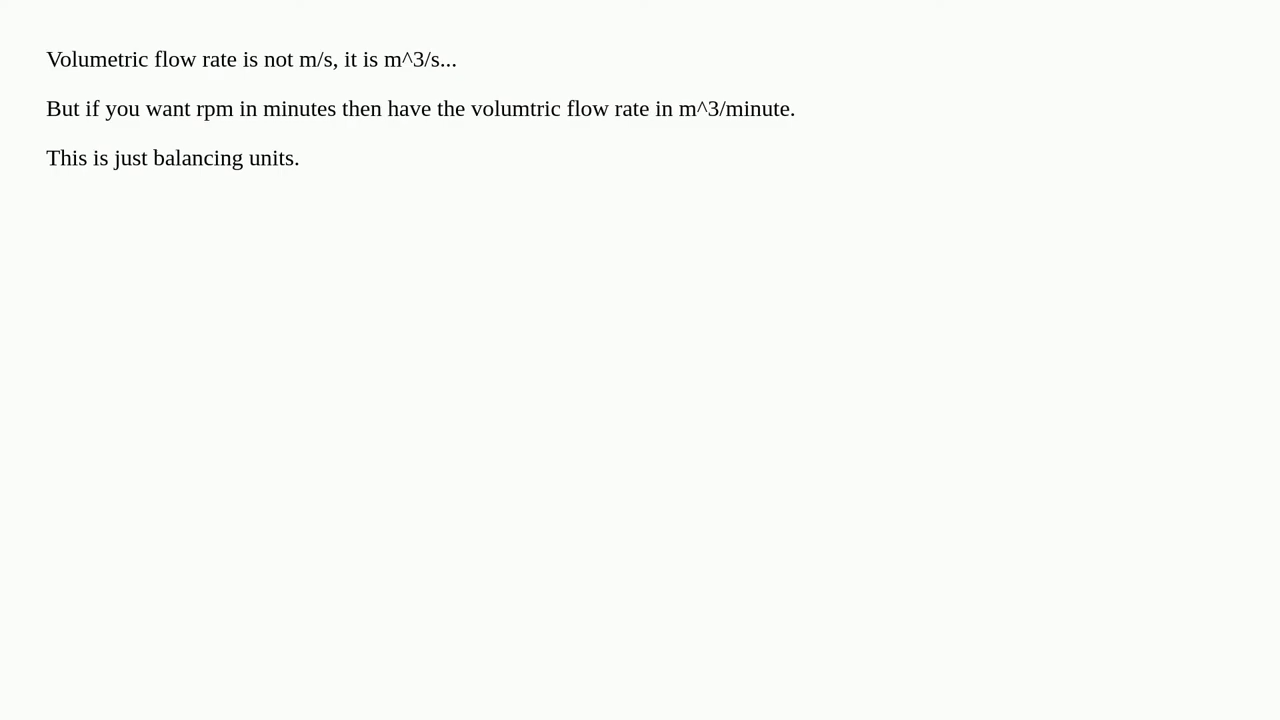 Volumetric flow rate is not m/s, it is m^3/s...
But if you want rpm in minutes then have the volumtric flow rate in m^3/minute.
This is just balancing units.